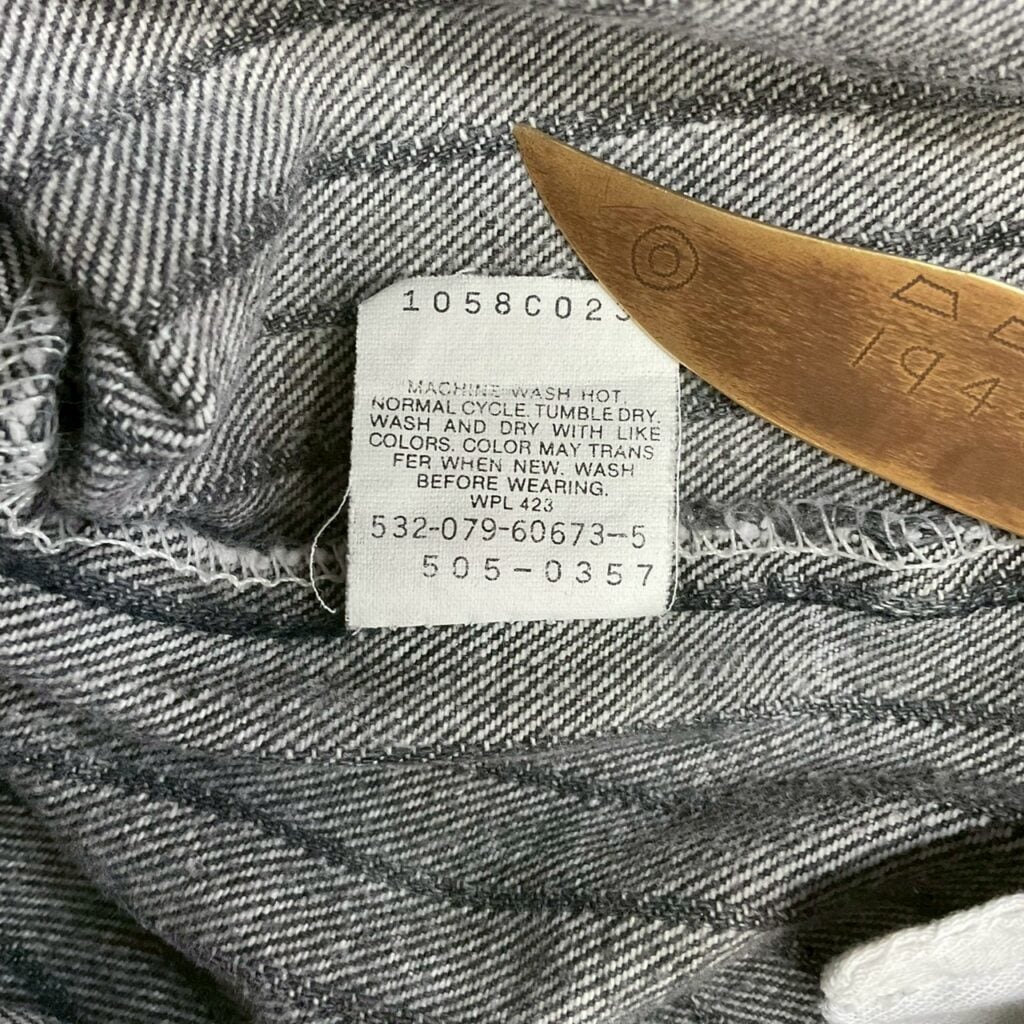 1058C02
MACHINE WASH HOT,
NORMAL CYCLE. TUMBLE DRY.
WASH AND DRY WITH LIKE
COLORS. COLOR MAY TRANS
FER WHEN NEW. WASH
BEFORE WEARING.
WPL 423
532-079-60673-5
505-0357
194